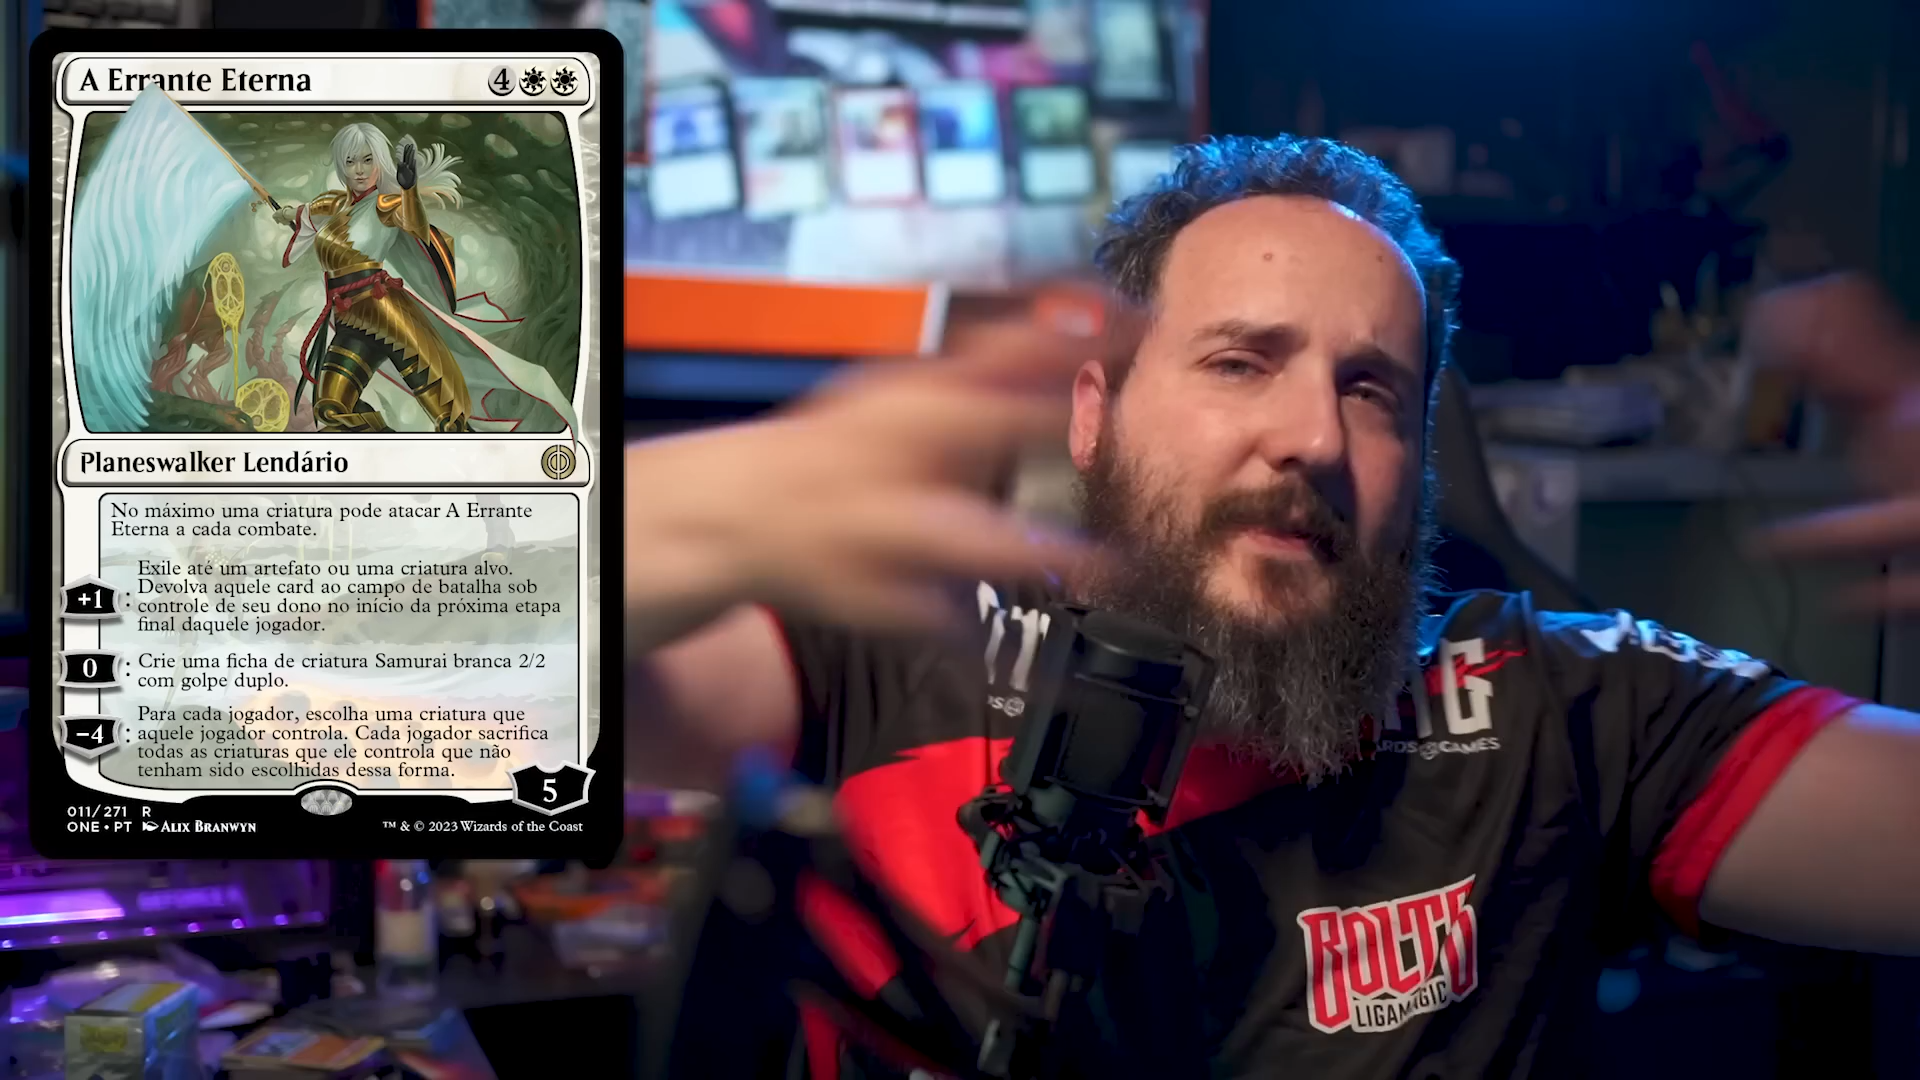 A Errante Eterna
4
Planeswalker Lendário
No máximo uma criatura pode atacar A Errante
Eterna a cada combate.
+1
: Exile até um artefato ou uma criatura alvo.
Devolva aquele card ao campo de batalha sob
controle de seu dono no início da próxima etapa
final daquele jogador.
0
: Crie uma ficha de criatura Samurai branca 2/2
com golpe duplo.
−4
: Para cada jogador, escolha uma criatura que
aquele jogador controla. Cada jogador sacrifica
todas as criaturas que ele controla que não
tenham sido escolhidas dessa forma.
5
011/271 R
ONE • PT ALIX BRANWYN
™ & © 2023 Wizards of the Coast
BOLTS
LIGAMAGIC